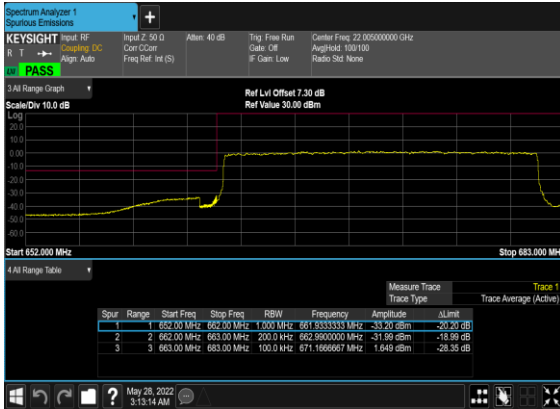 Spectrum Analyzer 1
Spurious Emissions
KEYSIGHT Input: RF Input Z: 50 Ω Atten: 40 dB Trig: Free Run Center Freq: 22.005000000 GHz
R T Coupling: DC Corr CCorr Gate: Off Avg|Hold: 100/100
Align: Auto Freq Ref: Int (S) IF Gain: Low Radio Std: None
PASS
3 All Range Graph
Ref Lvl Offset 7.30 dB
Scale/Div 10.0 dB Ref Value 30.00 dBm
Log
20.0
10.0
0.00
-10.0
-20.0
-30.0
-40.0
-50.0
-60.0
Start 652.000 MHz Stop 683.000 MHz
4 All Range Table
Measure Trace Trace 1
Trace Type Trace Average (Active)
Spur Range Start Freq Stop Freq RBW Frequency Amplitude ΔLimit
1 1 652.00 MHz 662.00 MHz 1.000 MHz 661.9333333 MHz -33.20 dBm -20.20 dB
2 2 662.00 MHz 663.00 MHz 200.0 kHz 662.9900000 MHz -31.99 dBm -18.99 dB
3 3 663.00 MHz 683.00 MHz 100.0 kHz 671.1666667 MHz 1.649 dBm -28.35 dB
May 28, 2022
3:13:14 AM